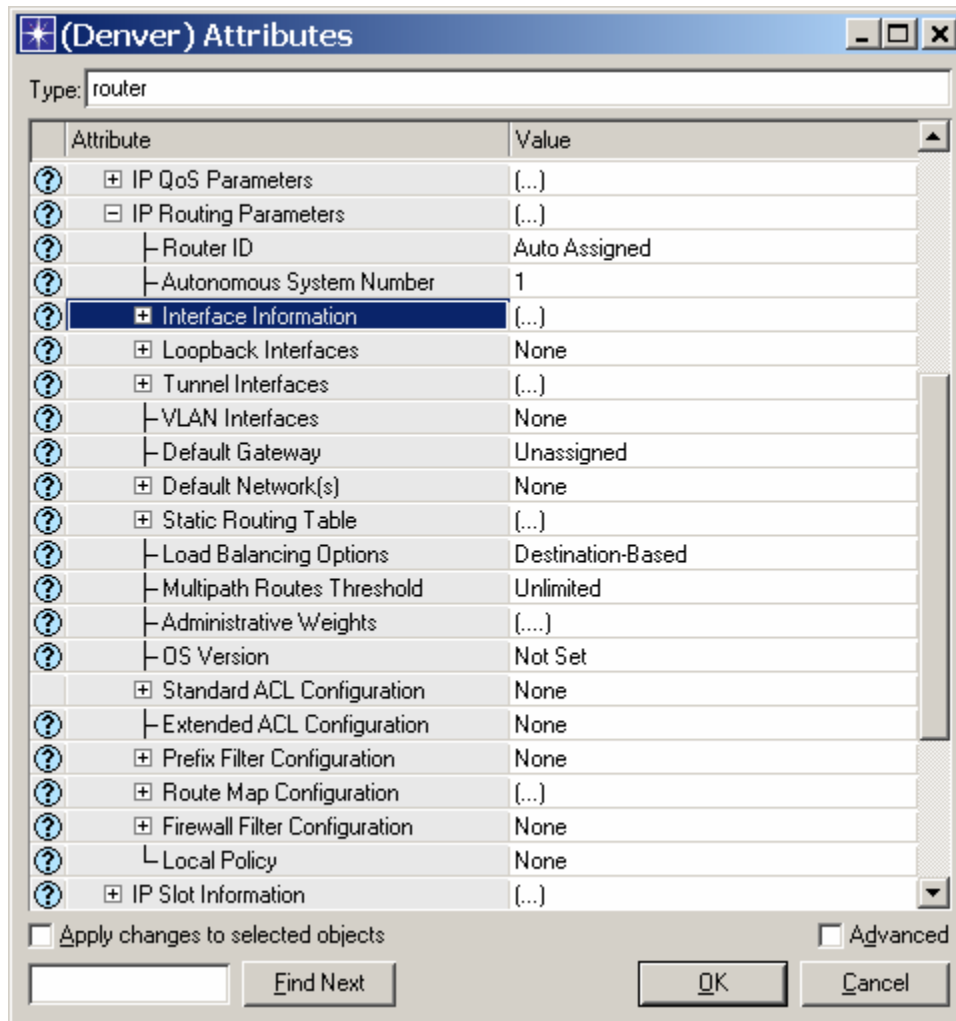 (Denver) Attributes
Type: router
Attribute Value
IP QoS Parameters (...)
IP Routing Parameters (...)
Router ID Auto Assigned
Autonomous System Number 1
Interface Information (...)
Loopback Interfaces None
Tunnel Interfaces (...)
VLAN Interfaces None
Default Gateway Unassigned
Default Network(s) None
Static Routing Table (...)
Load Balancing Options Destination-Based
Multipath Routes Threshold Unlimited
Administrative Weights (....)
OS Version Not Set
Standard ACL Configuration None
Extended ACL Configuration None
Prefix Filter Configuration None
Route Map Configuration (...)
Firewall Filter Configuration None
Local Policy None
IP Slot Information (...)
Apply changes to selected objects Advanced
Find Next OK Cancel